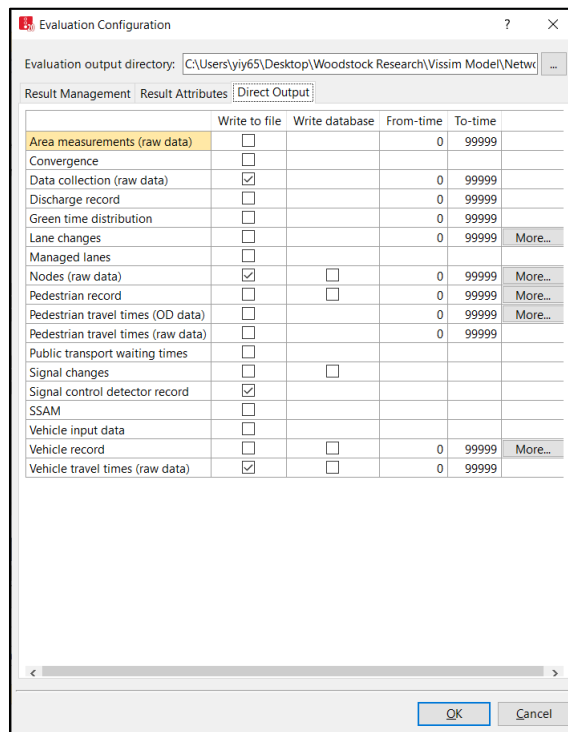 Evaluation Configuration ? ×
Evaluation output directory: C:\Users\yiy65\Desktop\Woodstock Research\Vissim Model\Netwo ...
Result Management Result Attributes Direct Output
Write to file Write database From-time To-time
Area measurements (raw data) 0 99999
Convergence
Data collection (raw data) 0 99999
Discharge record 0 99999
Green time distribution 0 99999
Lane changes 0 99999 More...
Managed lanes
Nodes (raw data) 0 99999 More...
Pedestrian record 0 99999 More...
Pedestrian travel times (OD data) 0 99999 More...
Pedestrian travel times (raw data) 0 99999
Public transport waiting times
Signal changes
Signal control detector record
SSAM
Vehicle input data
Vehicle record 0 99999 More...
Vehicle travel times (raw data) 0 99999
OK Cancel